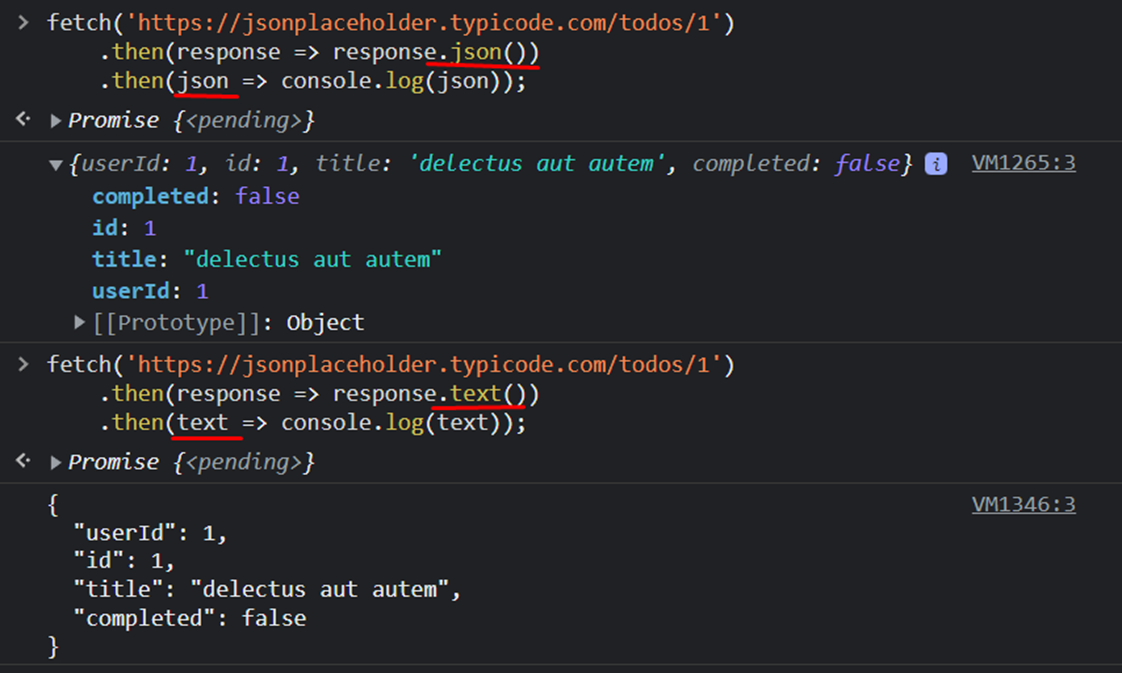 > fetch('https://jsonplaceholder.typicode.com/todos/1')
.then(response => response.json())
.then(json => console.log(json));
Promise {<pending>}
{userId: 1, id: 1, title: 'delectus aut autem', completed: false} i VM1265:3
completed: false
id: 1
title: "delectus aut autem"
userId: 1
[[Prototype]]: Object
> fetch('https://jsonplaceholder.typicode.com/todos/1')
.then(response => response.text())
.then(text => console.log(text));
Promise {<pending>}
{ VM1346:3
"userId": 1,
"id": 1,
"title": "delectus aut autem",
"completed": false
}